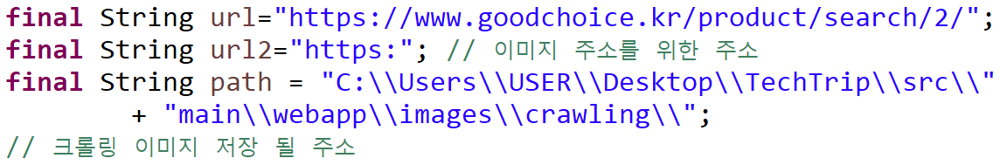 final String url="https://www.goodchoice.kr/product/search/2/";
final String url2="https:"; // 이미지 주소를 위한 주소
final String path = "C:\\Users\\USER\\Desktop\\TechTrip\\src\\"
+ "main\\webapp\\images\\crawling\\";
// 크롤링 이미지 저장 될 주소